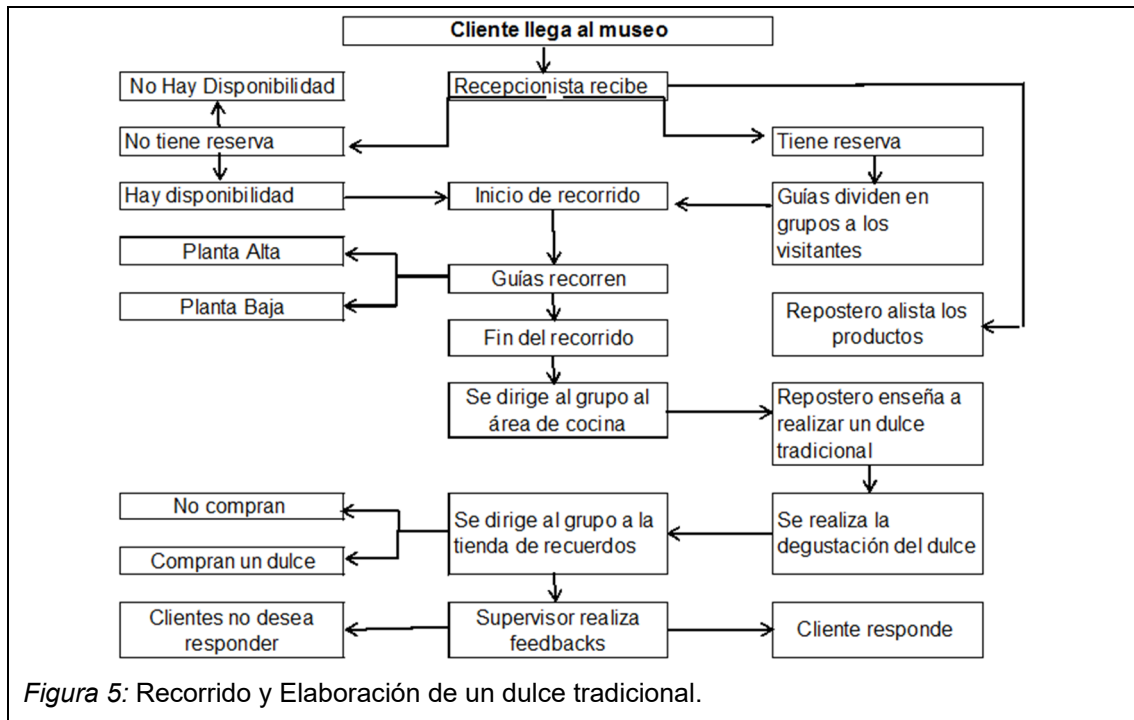 Cliente llega al museo
No Hay Disponibilidad
Recepcionista recibe
No tiene reserva
Tiene reserva
Hay disponibilidad
Inicio de recorrido
Guías dividen en
grupos a los
visitantes
Planta Alta
Guías recorren
Planta Baja
Repostero alista los
productos
Fin del recorrido
Se dirige al grupo al
área de cocina
Repostero enseña a
realizar un dulce
tradicional
No compran
Compran un dulce
Se dirige al grupo a la
tienda de recuerdos
Se realiza la
degustación del dulce
Clientes no desea
responder
Supervisor realiza
feedbacks
Cliente responde
Figura 5: Recorrido y Elaboración de un dulce tradicional.